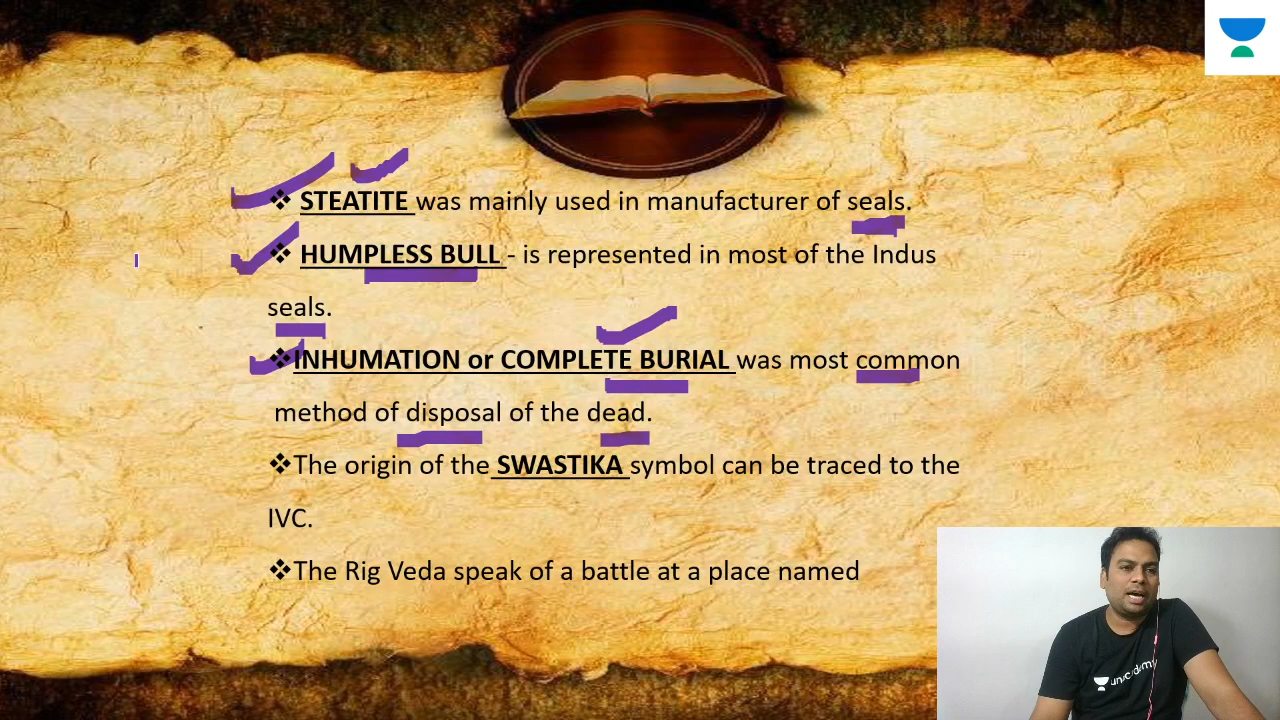 ❖ STEATITE was mainly used in manufacturer of seals.
❖ HUMPLESS BULL - is represented in most of the Indus
seals.
❖INHUMATION or COMPLETE BURIAL was most common
method of disposal of the dead.
❖The origin of the SWASTIKA symbol can be traced to the
IVC.
❖The Rig Veda speak of a battle at a place named
unacademy